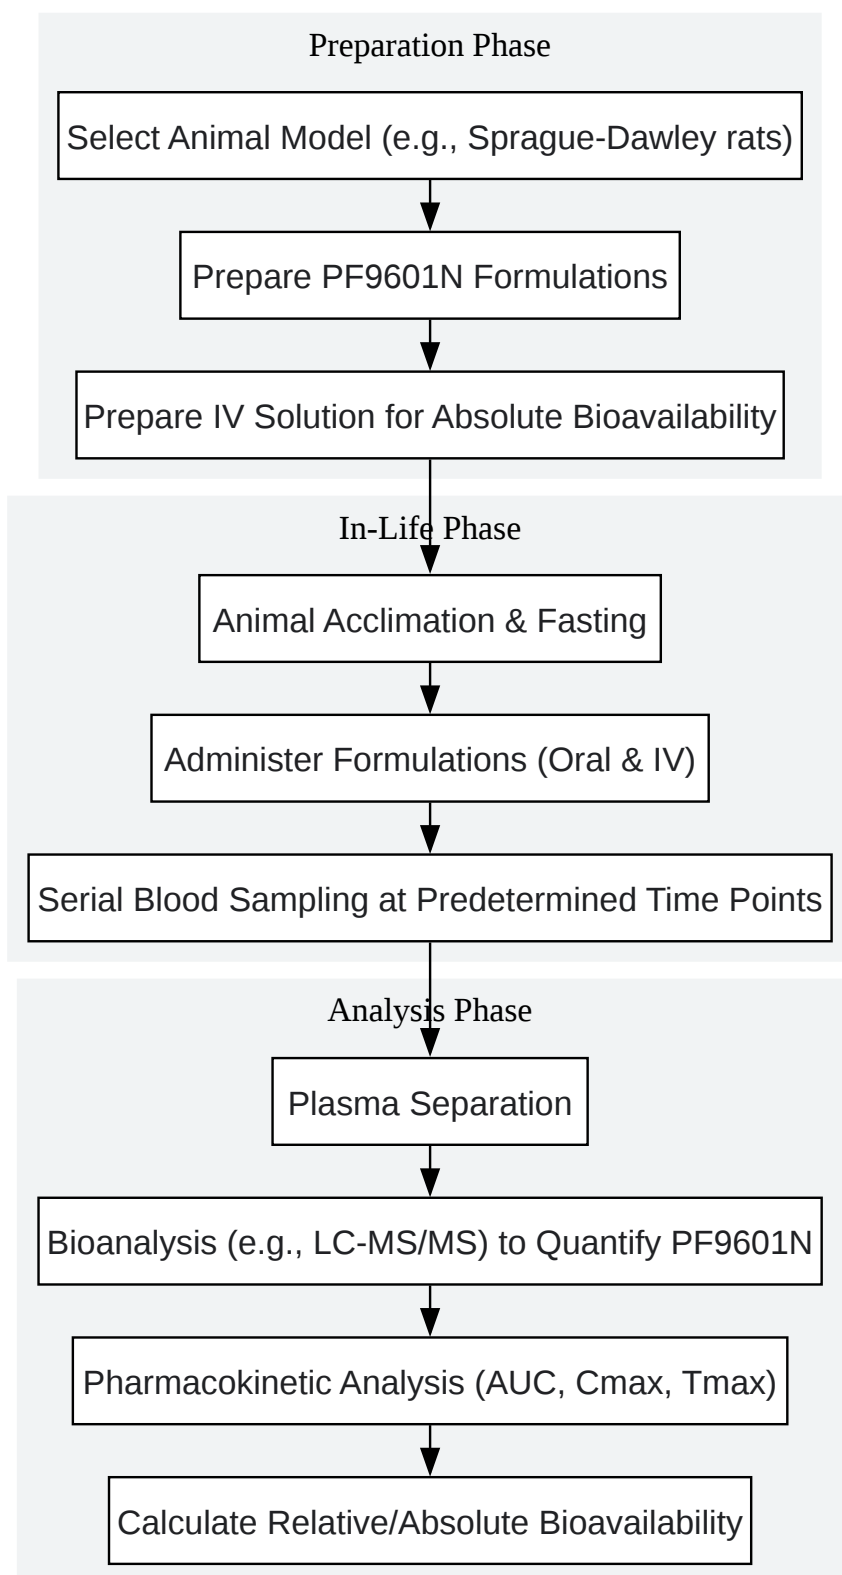 Preparation Phase
Select Animal Model (e.g., Sprague-Dawley rats)
Prepare PF9601N Formulations
Prepare IV Solution for Absolute Bioavailability
In-Life Phase
Animal Acclimation & Fasting
Administer Formulations (Oral & IV)
Serial Blood Sampling at Predetermined Time Points
Analysis Phase
Plasma Separation
Bioanalysis (e.g., LC-MS/MS) to Quantify PF9601N
Pharmacokinetic Analysis (AUC, Cmax, Tmax)
Calculate Relative/Absolute Bioavailability